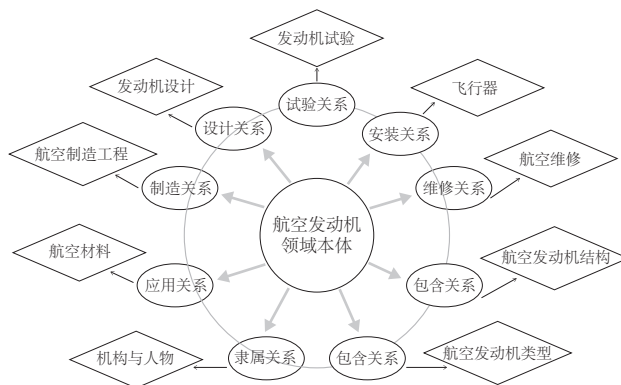 发动机试验
发动机设计
飞行器
试验关系
设计关系
安装关系
航空制造工程
航空维修
制造关系
维修关系
航空发动机
领域本体
航空材料
航空发动机结构
应用关系
包含关系
机构与人物
隶属关系
包含关系
航空发动机类型